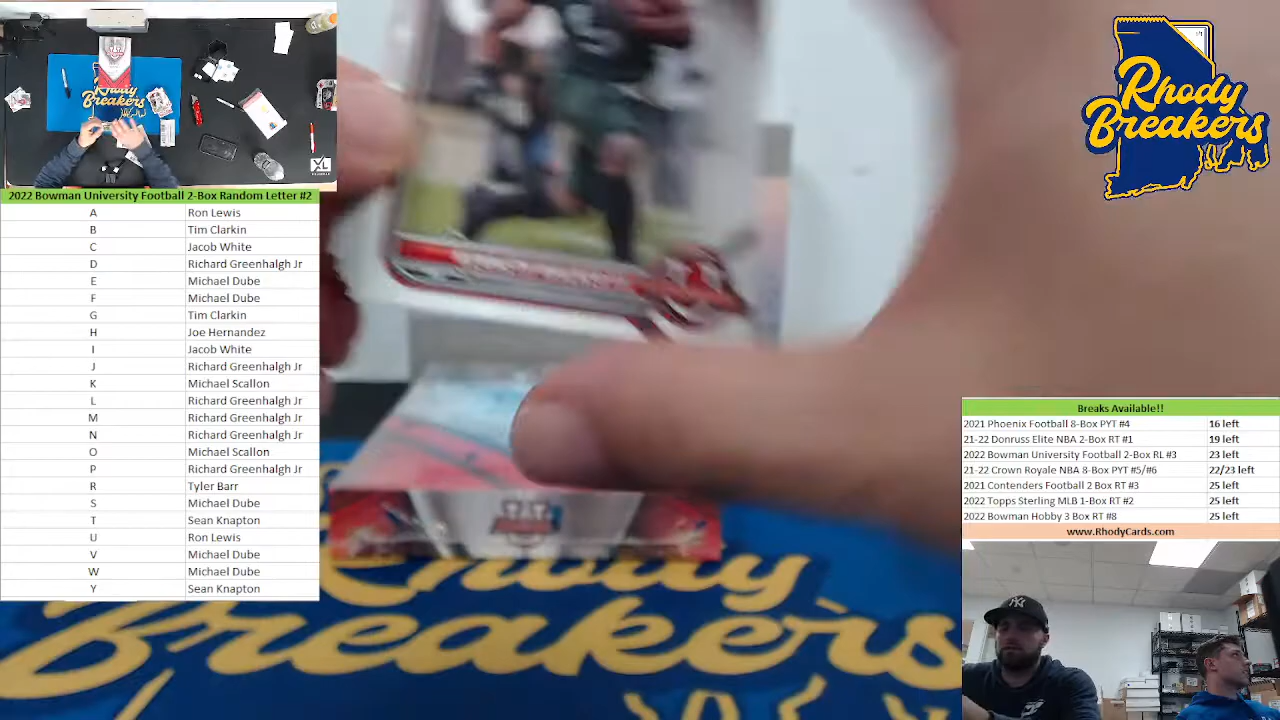 Rhody
Breakers
XL
2022 Bowman University Football 2-Box Random Letter #2
A Ron Lewis
B Tim Clarkin
C Jacob White
D Richard Greenhalgh Jr
E Michael Dube
F Michael Dube
G Tim Clarkin
H Joe Hernandez
I Jacob White
J Richard Greenhalgh Jr
K Michael Scallon
L Richard Greenhalgh Jr
M Richard Greenhalgh Jr
N Richard Greenhalgh Jr
O Michael Scallon
P Richard Greenhalgh Jr
R Tyler Barr
S Michael Dube
T Sean Knapton
U Ron Lewis
V Michael Dube
W Michael Dube
Y Sean Knapton
Rhody
Breakers
1/1
Rhody
Breakers
Breaks Available!!
2021 Phoenix Football 8-Box PYT #4 16 left
21-22 Donruss Elite NBA 2-Box RT #1 19 left
2022 Bowman University Football 2-Box RL #3 23 left
21-22 Crown Royale NBA 8-Box PYT #5/#6 22/23 left
2021 Contenders Football 2 Box RT #3 25 left
2022 Topps Sterling MLB 1-Box RT #2 25 left
2022 Bowman Hobby 3 Box RT #8 25 left
www.RhodyCards.com